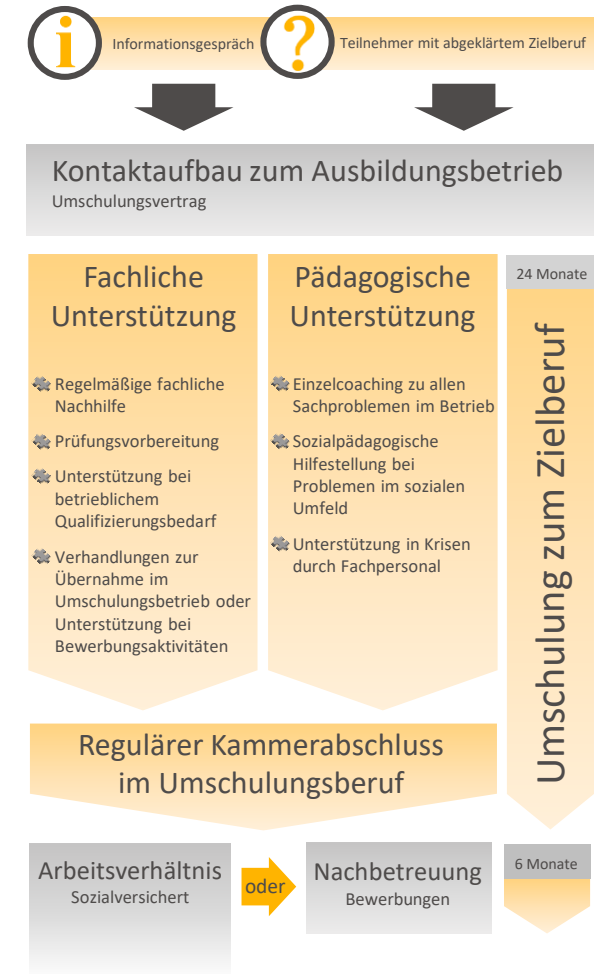 Informationsgespräch
Teilnehmer mit abgeklärtem Zielberuf
Kontaktaufbau zum Ausbildungsbetrieb
Umschulungsvertrag
Fachliche
Unterstützung
Regelmäßige fachliche
Nachhilfe
Prüfungsvorbereitung
Unterstützung bei
betrieblichem
Qualifizierungsbedarf
Verhandlungen zur
Übernahme im
Umschulungsbetrieb oder
Unterstützung bei
Bewerbungsaktivitäten
Pädagogische
Unterstützung
Einzelcoaching zu allen
Sachproblemen im Betrieb
Sozialpädagogische
Hilfestellung bei
Problemen im sozialen
Umfeld
Unterstützung in Krisen
durch Fachpersonal
24 Monate
Umschulung zum Zielberuf
Regulärer Kammerabschluss
im Umschulungsberuf
Arbeitsverhältnis
Sozialversichert
oder
Nachbetreuung
Bewerbungen
6 Monate